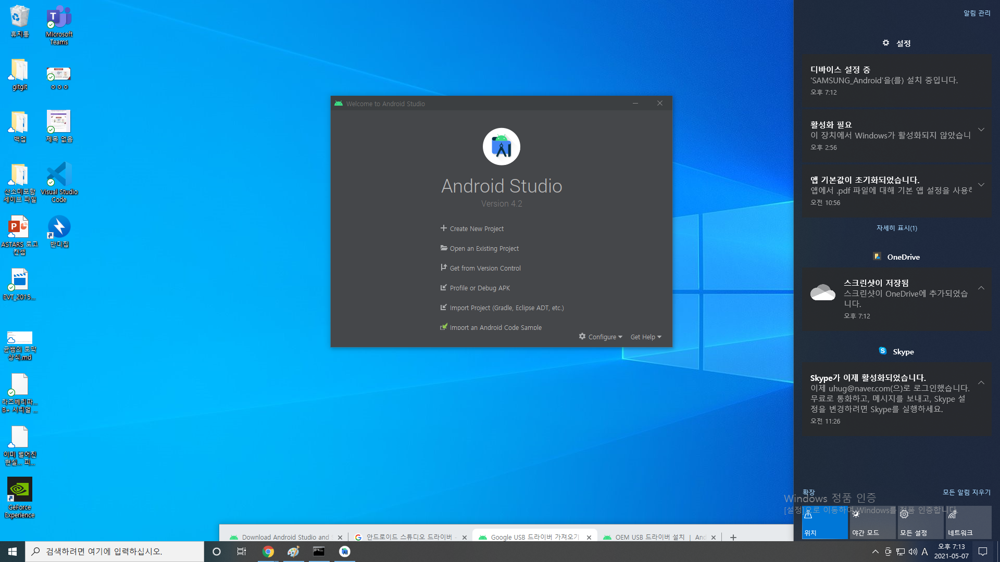 휴지통
Microsoft
Teams
gitgit
ㅇㅇㅇ
백업
제목 없음
산소미포함
세이브 파일
Visual Studio
Code
ASTARS 로고
컨셉
반디집
EVT_2015...
균쌤의 토막
상식.md
라즈베리파...
B+ 시리얼 ...
이미 벌어진
현실... 피...
GeForce
Experience
Welcome to Android Studio
Android Studio
Version 4.2
Create New Project
Open an Existing Project
Get from Version Control
Profile or Debug APK
Import Project (Gradle, Eclipse ADT, etc.)
Import an Android Code Sample
Configure
Get Help
알림 관리
설정
디바이스 설정 중
'SAMSUNG_Android'을(를) 설치 중입니다.
오후 7:12
활성화 필요
이 장치에서 Windows가 활성화되지 않았습니
오후 2:56
앱 기본값이 초기화되었습니다.
앱에서 .pdf 파일에 대해 기본 앱 설정을 사용하
오전 10:56
자세히 표시(1)
OneDrive
스크린샷이 저장됨
스크린샷이 OneDrive에 추가되었습
니다.
오후 7:12
Skype
Skype가 이제 활성화되었습니다.
이제 uhug@naver.com(으)로 로그인했습니다.
무료로 통화하고, 메시지를 보내고, Skype 설
정을 변경하려면 Skype를 실행하세요.
오전 11:26
확장
모든 알림 지우기
Windows 정품 인증
[설정]으로 이동하여 Windows를 정품 인증합니다.
위치
야간 모드
모든 설정
네트워크
Download Android Studio and S
안드로이드 스튜디오 드라이버 -
Google USB 드라이버 가져오기
OEM USB 드라이버 설치 | And
검색하려면 여기에 입력하십시오.
A
오후 7:13
2021-05-07